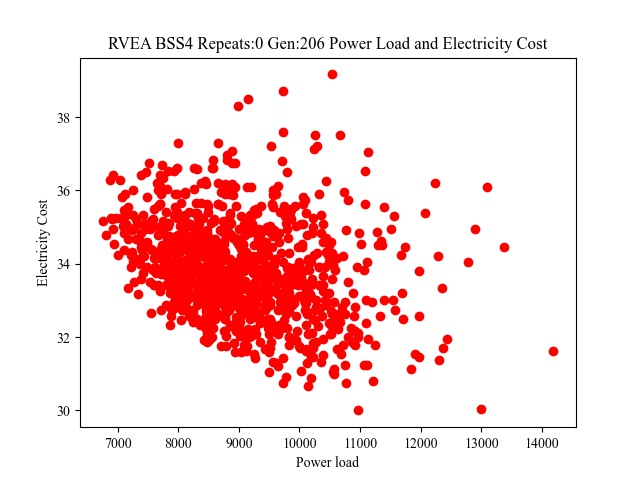 RVEA BSS4 Repeats:0 Gen:206 Power Load and Electricity Cost
38
36
34
32
30
Electricity Cost
7000 8000 9000 10000 11000 12000 13000 14000
Power load